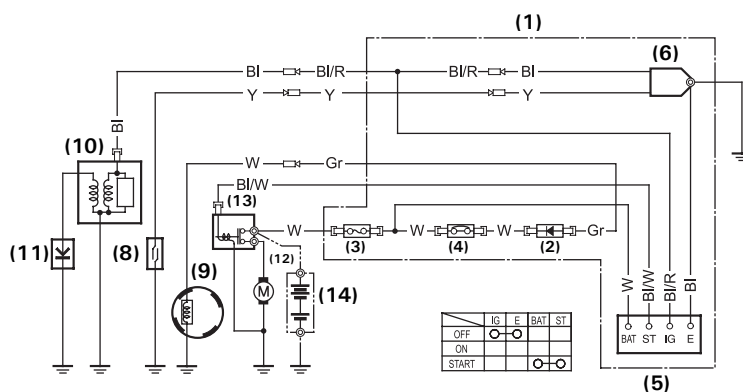 (1)
(6)
Bl Bl/R Bl/R Bl
Y Y Y
Bl
(10)
W Gr
Bl/W
(13)
W W W Gr
(3) (4) (2)
(11) (8) (9) (12) (14)
M
W Bl/W Bl/R Bl
BAT ST IG E
(5)
IG E BAT ST
OFF
ON
START